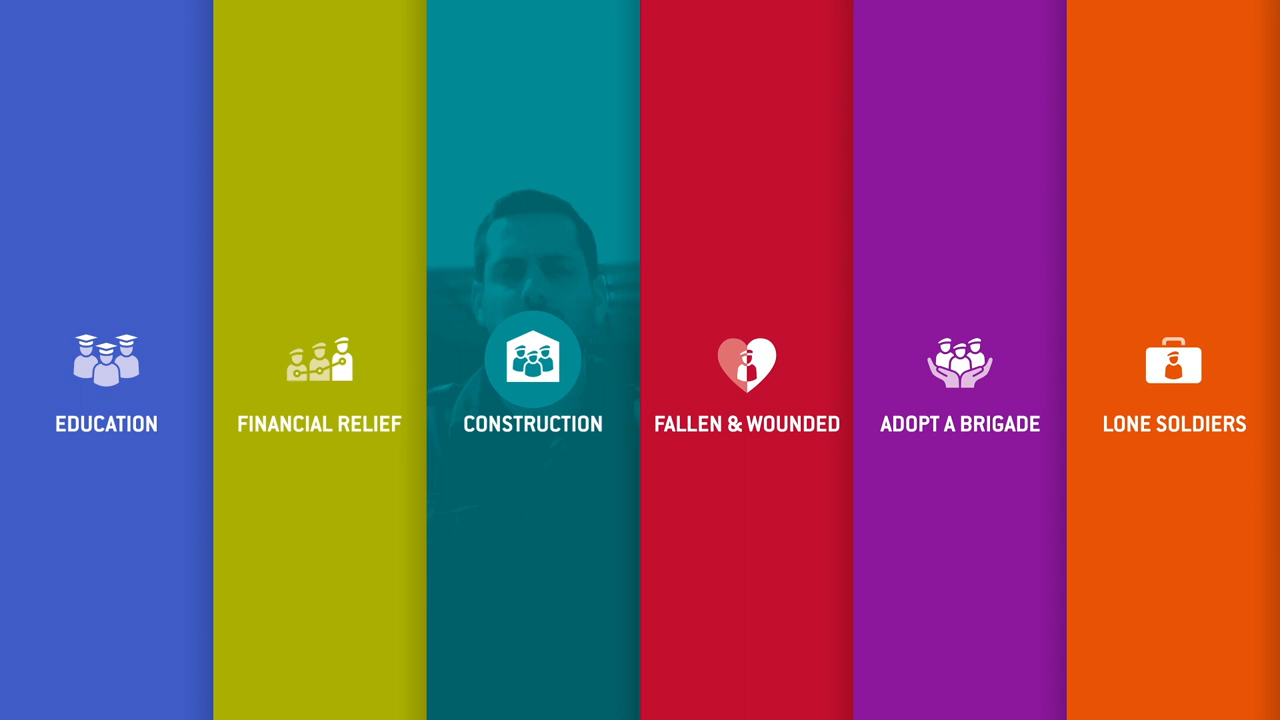 EDUCATION
FINANCIAL RELIEF
CONSTRUCTION
FALLEN & WOUNDED
ADOPT A BRIGADE
LONE SOLDIERS